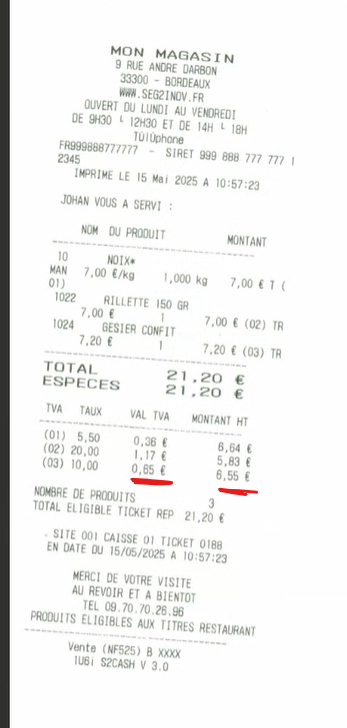 MON MAGASIN
9 RUE ANDRE DARBON
33300 - BORDEAUX
WWW.SEG2INOV.FR
OUVERT DU LUNDI AU VENDREDI
DE 9H30 └ 12H30 ET DE 14H └ 18H
TÚlÚphone
FR999888777777 - SIRET 999 888 777 777 1
2345
IMPRIME LE 15 Mai 2025 A 10:57:23
JOHAN VOUS A SERVI :
NOM DU PRODUIT MONTANT
10 NOIX*
MAN 7,00 €/kg 1,000 kg 7,00 € T (
01)
1022 RILLETTE 150 GR
7,00 € 1 7,00 € (02) TR
1024 GESIER CONFIT
7,20 € 1 7,20 € (03) TR
TOTAL 21,20 €
ESPECES 21,20 €
TVA TAUX VAL TVA MONTANT HT
(01) 5,50 0,36 € 6,64 €
(02) 20,00 1,17 € 5,83 €
(03) 10,00 0,65 € 6,55 €
NOMBRE DE PRODUITS 3
TOTAL ELIGIBLE TICKET REP 21,20 €
. SITE 001 CAISSE 01 TICKET 0188
EN DATE DU 15/05/2025 A 10:57:23
MERCI DE VOTRE VISITE
AU REVOIR ET A BIENTOT
TEL 09.70.70.26.96
PRODUITS ELIGIBLES AUX TITRES RESTAURANT
Vente (NF525) B XXXX
S2CASH V 3.0